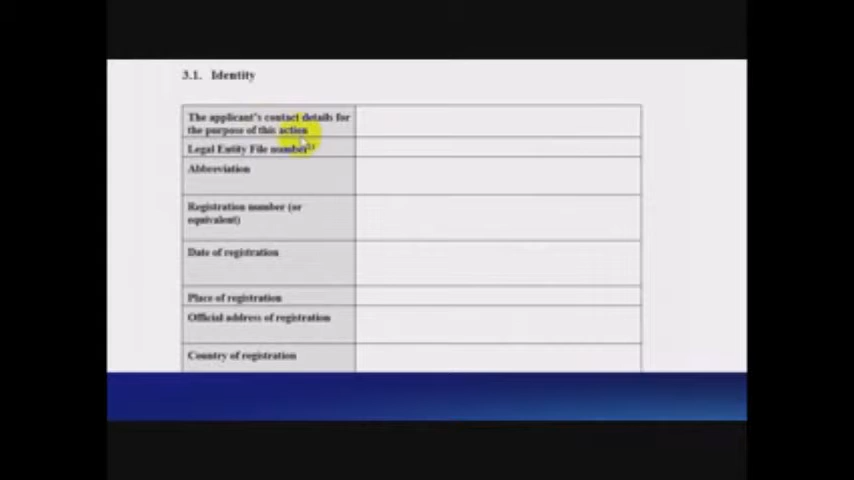 3.1. Identity
The applicant's contact details for
the purpose of this action
Legal Entity File number
Abbreviation
Registration number (or
equivalent)
Date of registration
Place of registration
Official address of registration
Country of registration